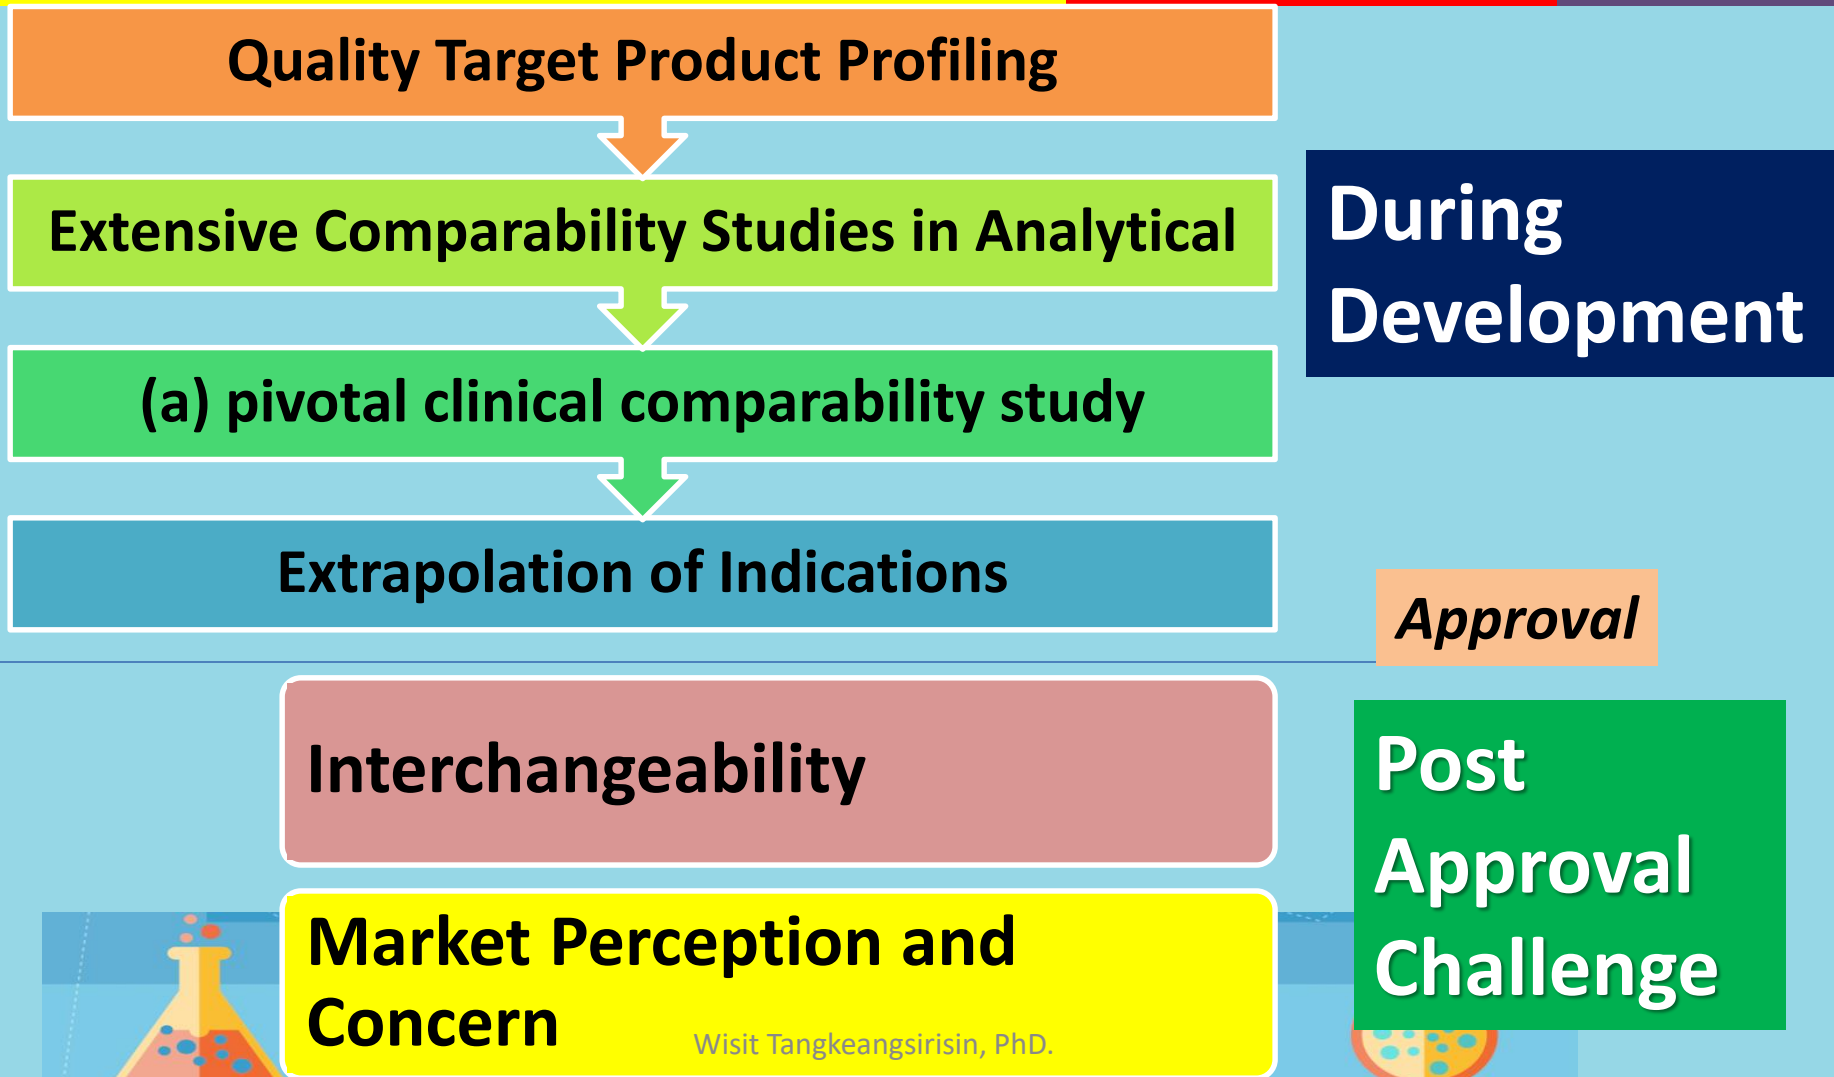 Quality Target Product Profiling
Extensive Comparability Studies in Analytical
(a) pivotal clinical comparability study
Extrapolation of Indications
During
Development
Approval
Interchangeability
Market Perception and
Concern
Post
Approval
Challenge
Wisit Tangkeangsirisin, PhD.